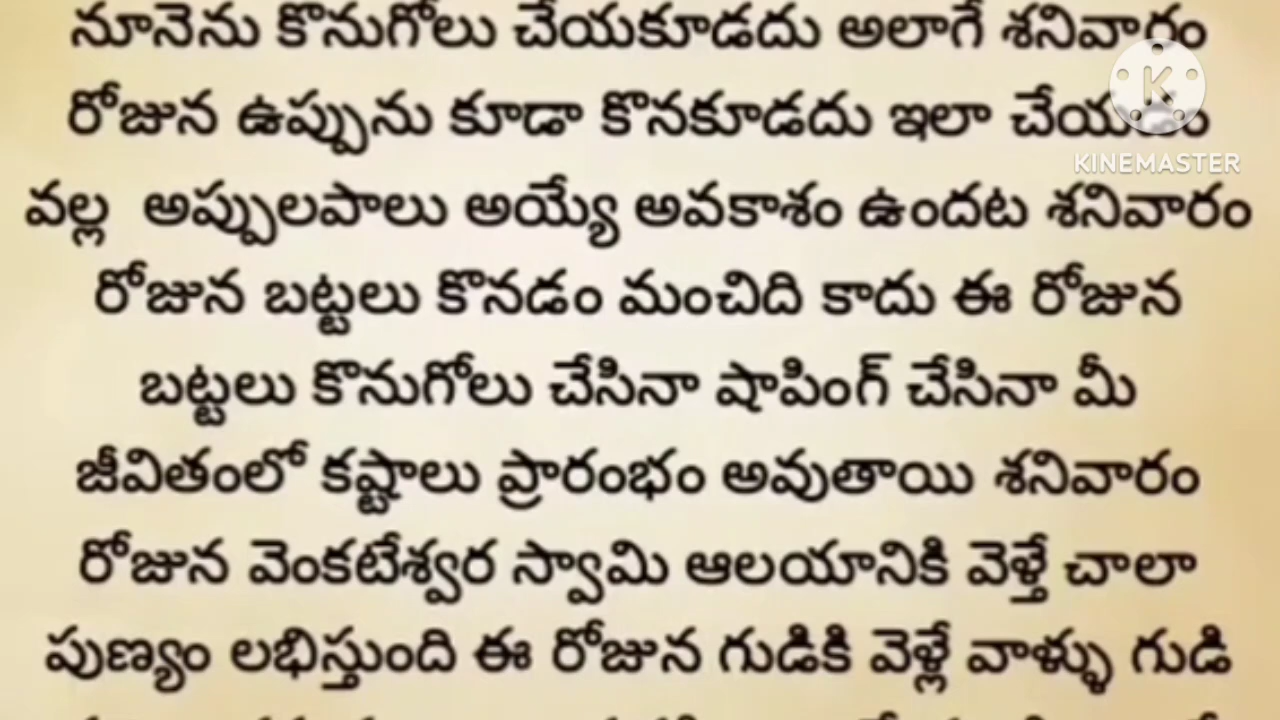 నూనెను కొనుగోలు చేయకూడదు అలాగే శనివారం
రోజున ఉప్పును కూడా కొనకూడదు ఇలా
వల్ల అప్పులపాలు అయ్యే అవకాశం ఉందట శనివారం
రోజున బట్టలు కొనడం మంచిది కాదు ఈ రోజున
బట్టలు కొనుగోలు చేసినా షాపింగ్ చేసినా మీ
జీవితంలో కష్టాలు ప్రారంభం అవుతాయి శనివారం
రోజున వెంకటేశ్వర స్వామి ఆలయానికి వెళ్తే చాలా
పుణ్యం లభిస్తుంది ఈ రోజున గుడికి వెళ్లే వాళ్ళు గుడి
K
KINEMASTER